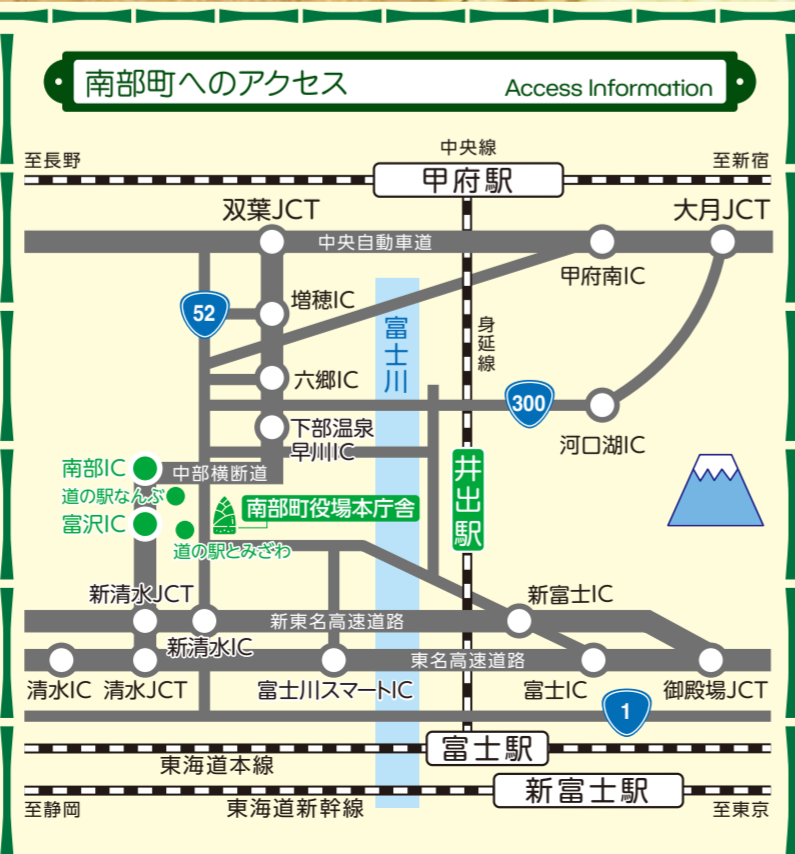 南部町へのアクセス
Access Information
中央線
至長野
甲府駅
至新宿
双葉JCT
大月JCT
中央自動車道
甲府南IC
増穂IC
52
富士川
身延線
六郷IC
300
下部温泉
早川IC
河口湖IC
井出駅
南部IC
中部横断道
道の駅なんぶ
南部町役場本庁舎
富沢IC
道の駅とみざわ
新清水JCT
新富士IC
新東名高速道路
新清水IC
東名高速道路
清水IC
清水JCT
富士川スマートIC
富士IC
御殿場JCT
1
富士駅
東海道本線
新富士駅
至静岡
東海道新幹線
至東京